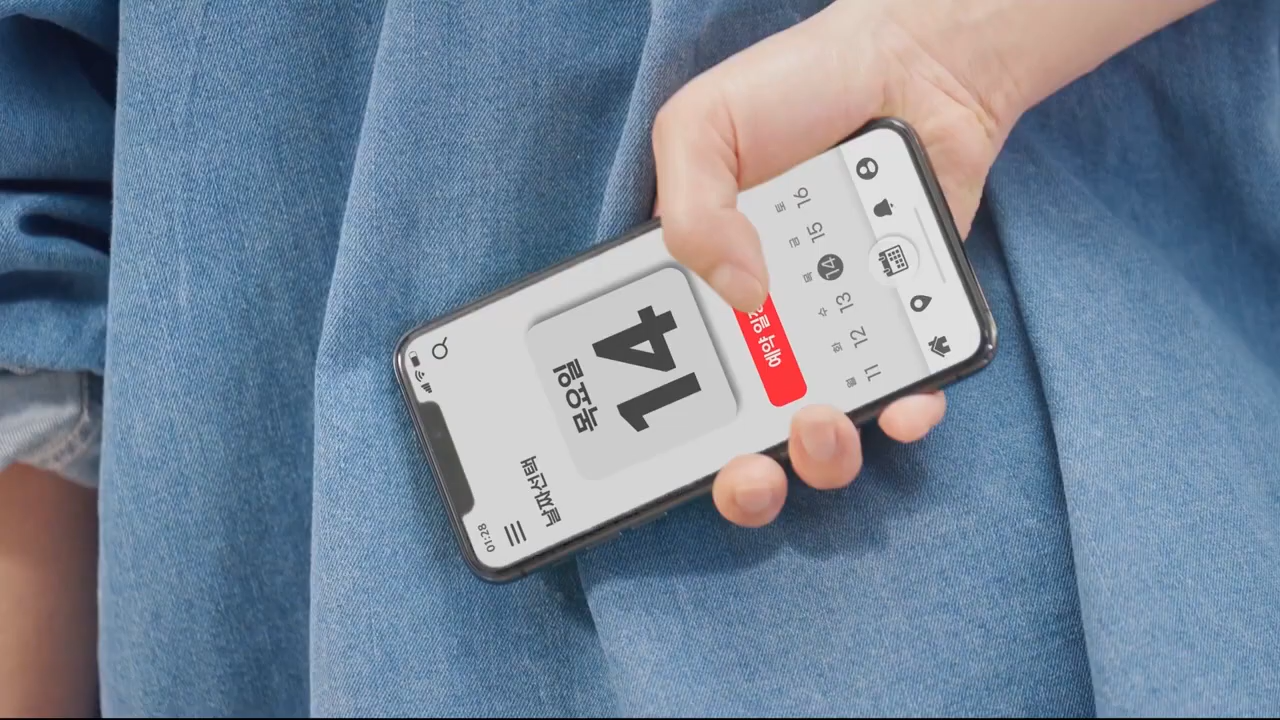 01:28
날짜선택
목요일
14
예약일
월 화 수 목 금 토
11 12 13 14 15 16